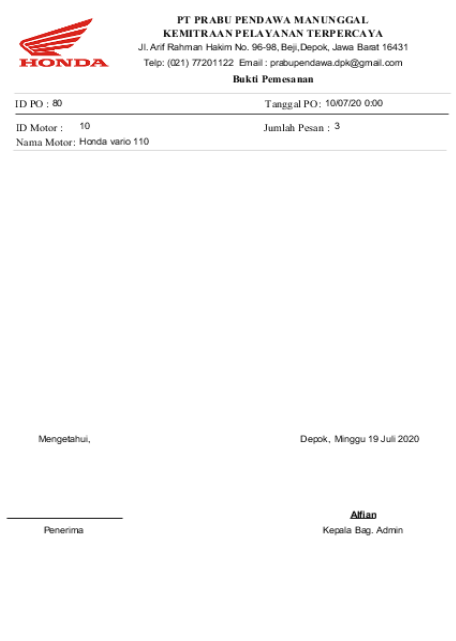 PT PRABU PENDAWA MANUNGGAL
KEMITRAAN PELAYANAN TERPERCAYA
Jl. Arif Rahman Hakim No. 96-98, Beji,Depok, Jawa Barat 16431
Telp: (021) 77201122 Email : prabupendawa.dpk@gmail.com
HONDA
Bukti Pemesanan
ID PO : 80 Tanggal PO: 10/07/20 0:00
ID Motor : 10 Jumlah Pesan : 3
Nama Motor: Honda vario 110
Mengetahui, Depok, Minggu 19 Juli 2020
Alfian
Penerima Kepala Bag. Admin